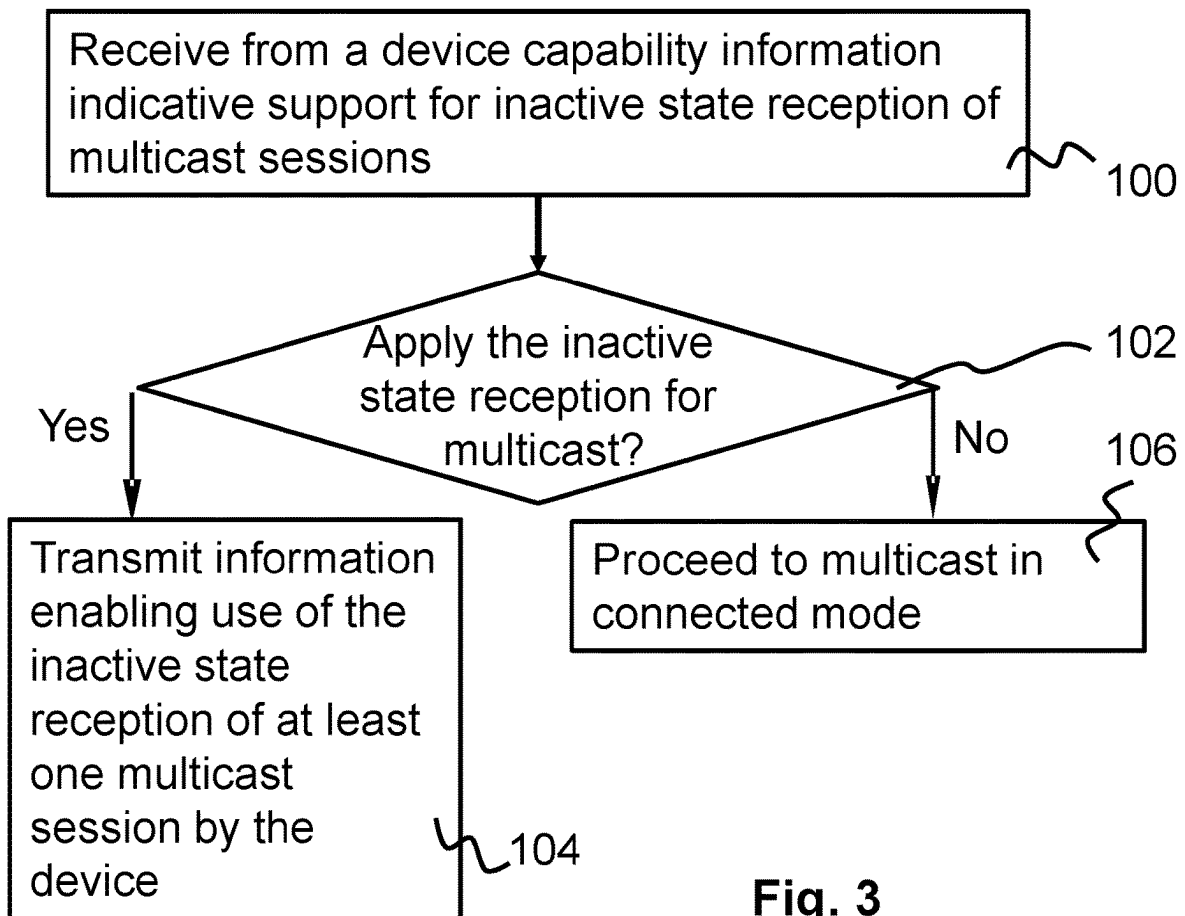 Receive from a device capability information
indicative support for inactive state reception of
multicast sessions
100
Apply the inactive
state reception for
multicast?
102
Yes
No
106
Transmit information
enabling use of the
inactive state
reception of at least
one multicast
session by the
device
104
Proceed to multicast in
connected mode
Fig. 3